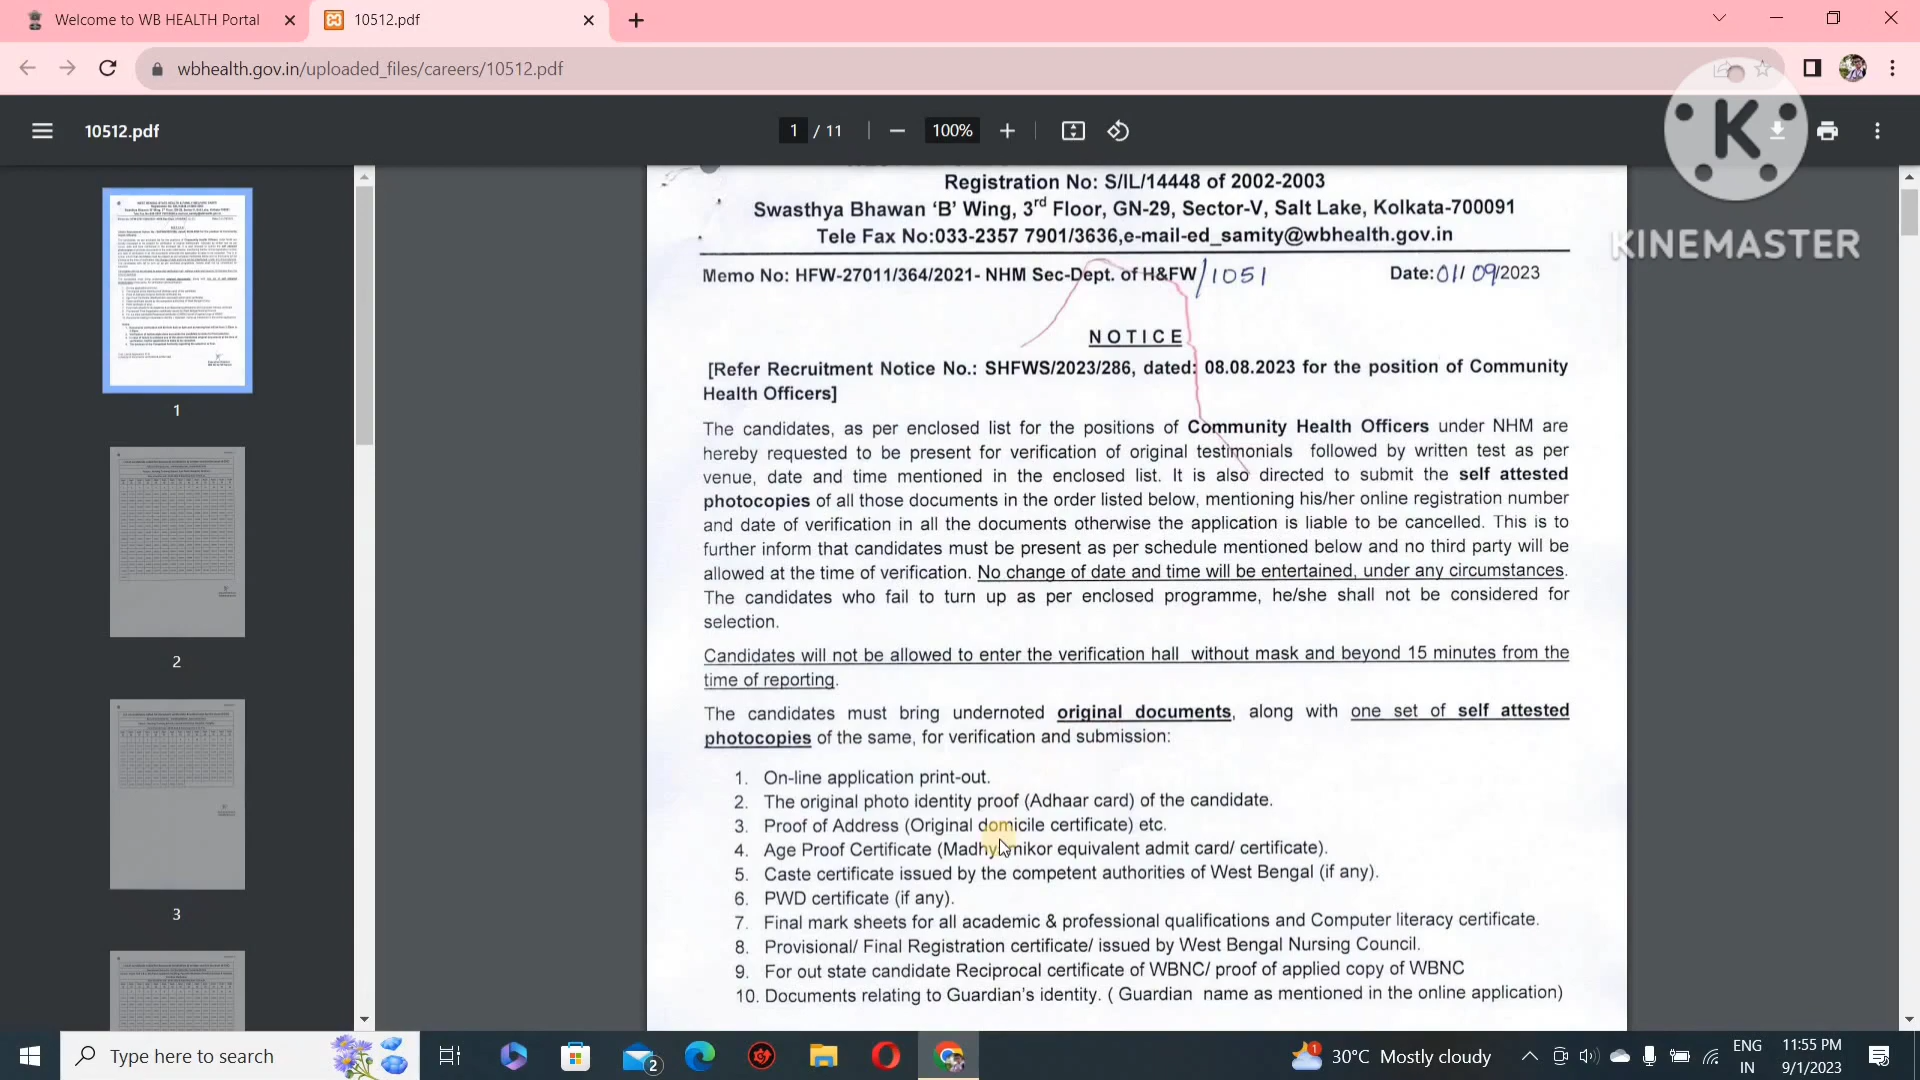 Welcome to WB HEALTH Portal
10512.pdf
wbhealth.gov.in/uploaded_files/careers/10512.pdf
10512.pdf
1 / 11
100%
K
KINEMASTER
1
2
3
Registration No: S/IL/14448 of 2002-2003
Swasthya Bhawan ‘B’ Wing, 3rd Floor, GN-29, Sector-V, Salt Lake, Kolkata-700091
Tele Fax No:033-2357 7901/3636,e-mail-ed_samity@wbhealth.gov.in
Memo No: HFW-27011/364/2021- NHM Sec-Dept. of H&FW/1051 Date:01/09/2023
NOTICE
[Refer Recruitment Notice No.: SHFWS/2023/286, dated: 08.08.2023 for the position of Community
Health Officers]
The candidates, as per enclosed list for the positions of Community Health Officers under NHM are
hereby requested to be present for verification of original testimonials followed by written test as per
venue, date and time mentioned in the enclosed list. It is also directed to submit the self attested
photocopies of all those documents in the order listed below, mentioning his/her online registration number
and date of verification in all the documents otherwise the application is liable to be cancelled. This is to
further inform that candidates must be present as per schedule mentioned below and no third party will be
allowed at the time of verification. No change of date and time will be entertained, under any circumstances.
The candidates who fail to turn up as per enclosed programme, he/she shall not be considered for
selection.
Candidates will not be allowed to enter the verification hall without mask and beyond 15 minutes from the
time of reporting.
The candidates must bring undernoted original documents, along with one set of self attested
photocopies of the same, for verification and submission:
1. On-line application print-out.
2. The original photo identity proof (Adhaar card) of the candidate.
3. Proof of Address (Original domicile certificate) etc.
4. Age Proof Certificate (Madhyamikor equivalent admit card/ certificate).
5. Caste certificate issued by the competent authorities of West Bengal (if any).
6. PWD certificate (if any).
7. Final mark sheets for all academic & professional qualifications and Computer literacy certificate.
8. Provisional/ Final Registration certificate/ issued by West Bengal Nursing Council.
9. For out state candidate Reciprocal certificate of WBNC/ proof of applied copy of WBNC
10. Documents relating to Guardian's identity. ( Guardian name as mentioned in the online application)
Type here to search
2
1
30°C Mostly cloudy
ENG
IN
11:55 PM
9/1/2023